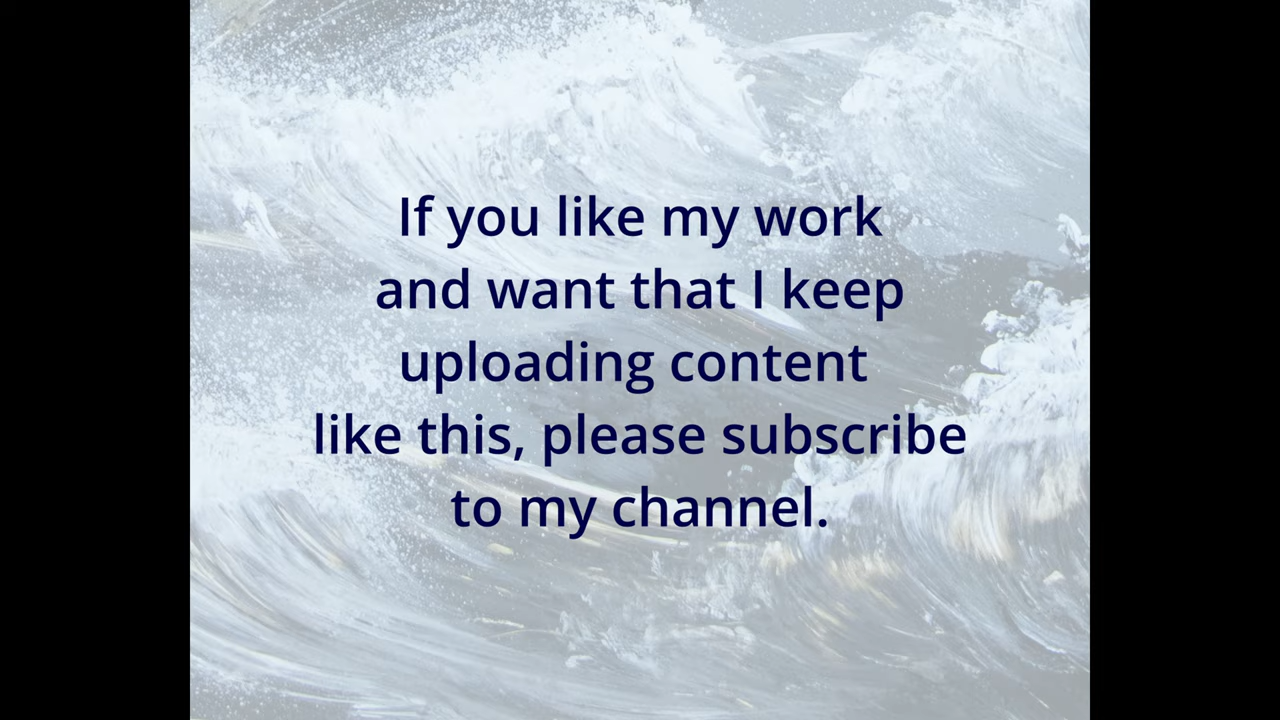 If you like my work
and want that I keep
uploading content
like this, please subscribe
to my channel.